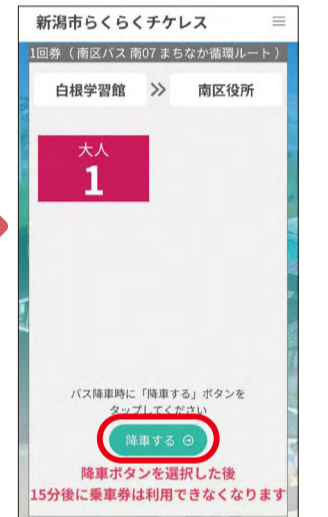 新潟市らくらくチケレス
1回券（南区バス 南07 まちなか循環ルート）
白根学習館 >> 南区役所
大人
1
バス降車時に「降車する」ボタンを
タップしてください
降車する
降車ボタンを選択した後
15分後に乗車券は利用できなくなります